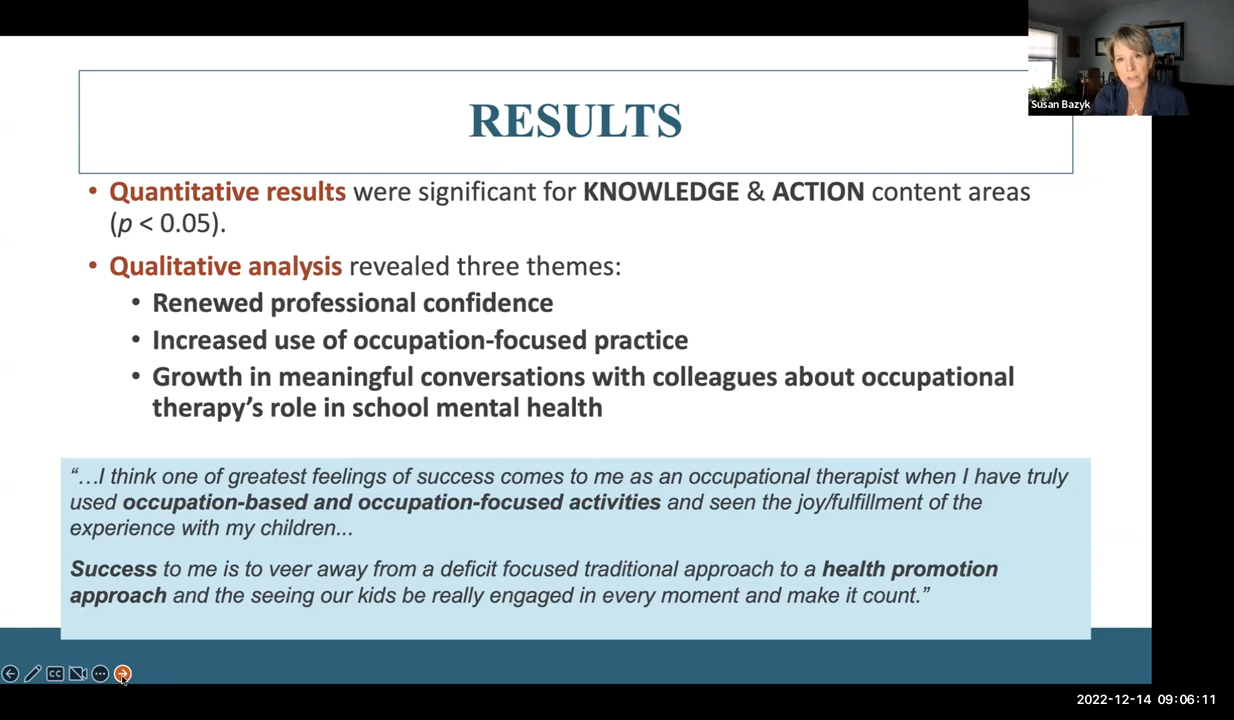 RESULTS
• Quantitative results were significant for KNOWLEDGE & ACTION content areas
(p < 0.05).
• Qualitative analysis revealed three themes:
• Renewed professional confidence
• Increased use of occupation-focused practice
• Growth in meaningful conversations with colleagues about occupational
therapy’s role in school mental health
“…I think one of greatest feelings of success comes to me as an occupational therapist when I have truly
used occupation-based and occupation-focused activities and seen the joy/fulfillment of the
experience with my children...
Success to me is to veer away from a deficit focused traditional approach to a health promotion
approach and the seeing our kids be really engaged in every moment and make it count.”
Susan Bazyk
CC
2022-12-14 09:06:11